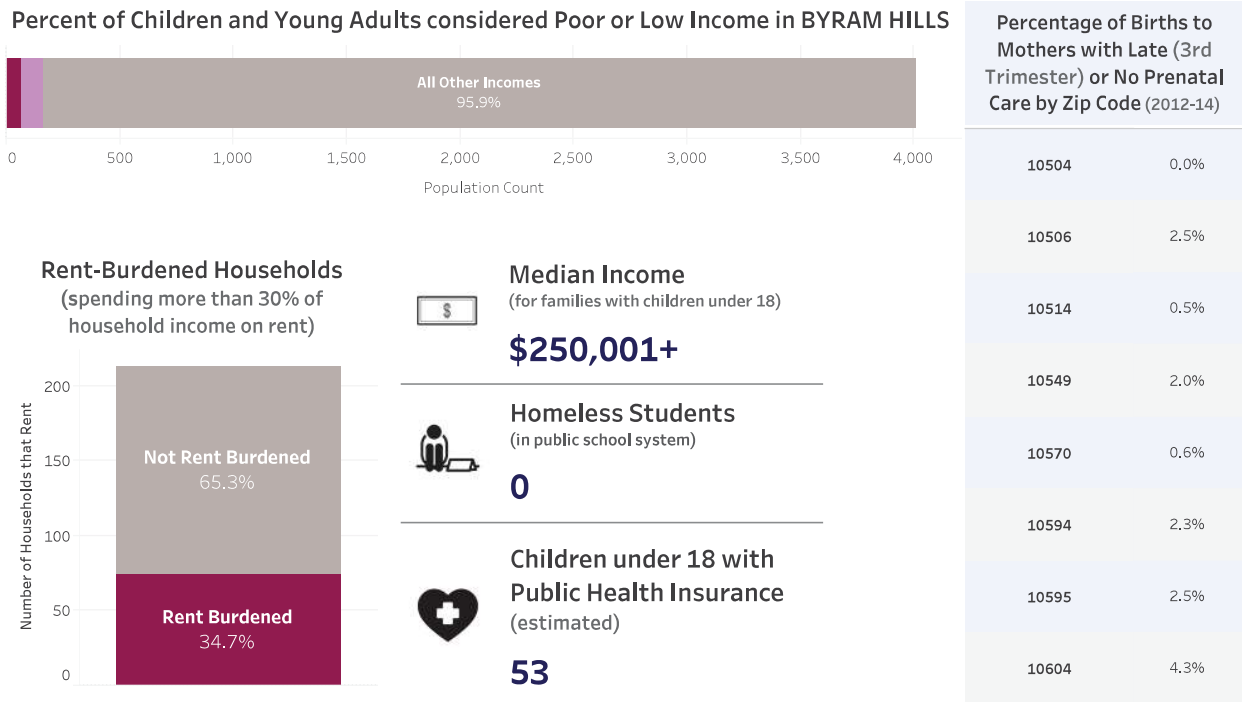 Percent of Children and Young Adults considered Poor or Low Income in BYRAM HILLS
All Other Incomes
95.9%
0
500
1,000
1,500
2,000
2,500
3,000
3,500
4,000
Population Count
Rent-Burdened Households
(spending more than 30% of
household income on rent)
Number of Households that Rent
200
150
100
50
0
Not Rent Burdened
65.3%
Rent Burdened
34.7%
$
Median Income
(for families with children under 18)
$250,001+
Homeless Students
(in public school system)
0
Children under 18 with
Public Health Insurance
(estimated)
53
Percentage of Births to
Mothers with Late (3rd
Trimester) or No Prenatal
Care by Zip Code (2012-14)
10504 0.0%
10506 2.5%
10514 0.5%
10549 2.0%
10570 0.6%
10594 2.3%
10595 2.5%
10604 4.3%